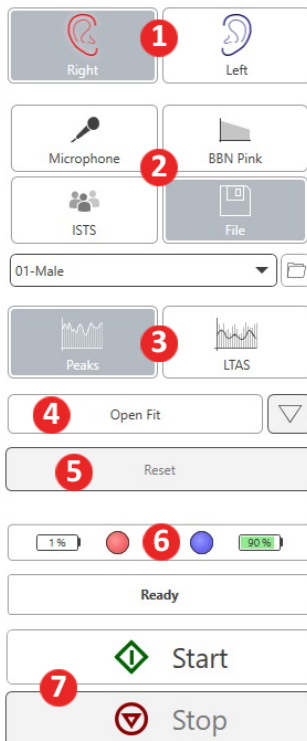 1
Right Left
Microphone BBN Pink
2
ISTS File
01-Male
3
Peaks LTAS
4 Open Fit
5 Reset
1 % 6 90 %
Ready
Start
7
Stop